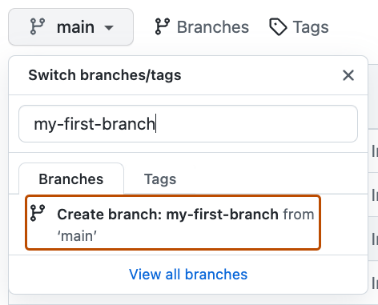 main Branches Tags
Switch branches/tags
my-first-branch
Branches Tags
Create branch: my-first-branch from
‘main’
View all branches